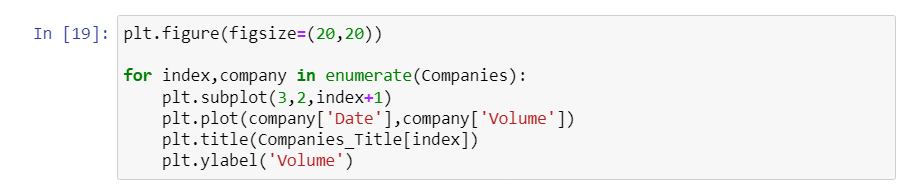 In [19]: plt.figure(figsize=(20,20))
for index,company in enumerate(Companies):
    plt.subplot(3,2,index+1)
    plt.plot(company['Date'],company['Volume'])
    plt.title(Companies_Title[index])
    plt.ylabel('Volume')